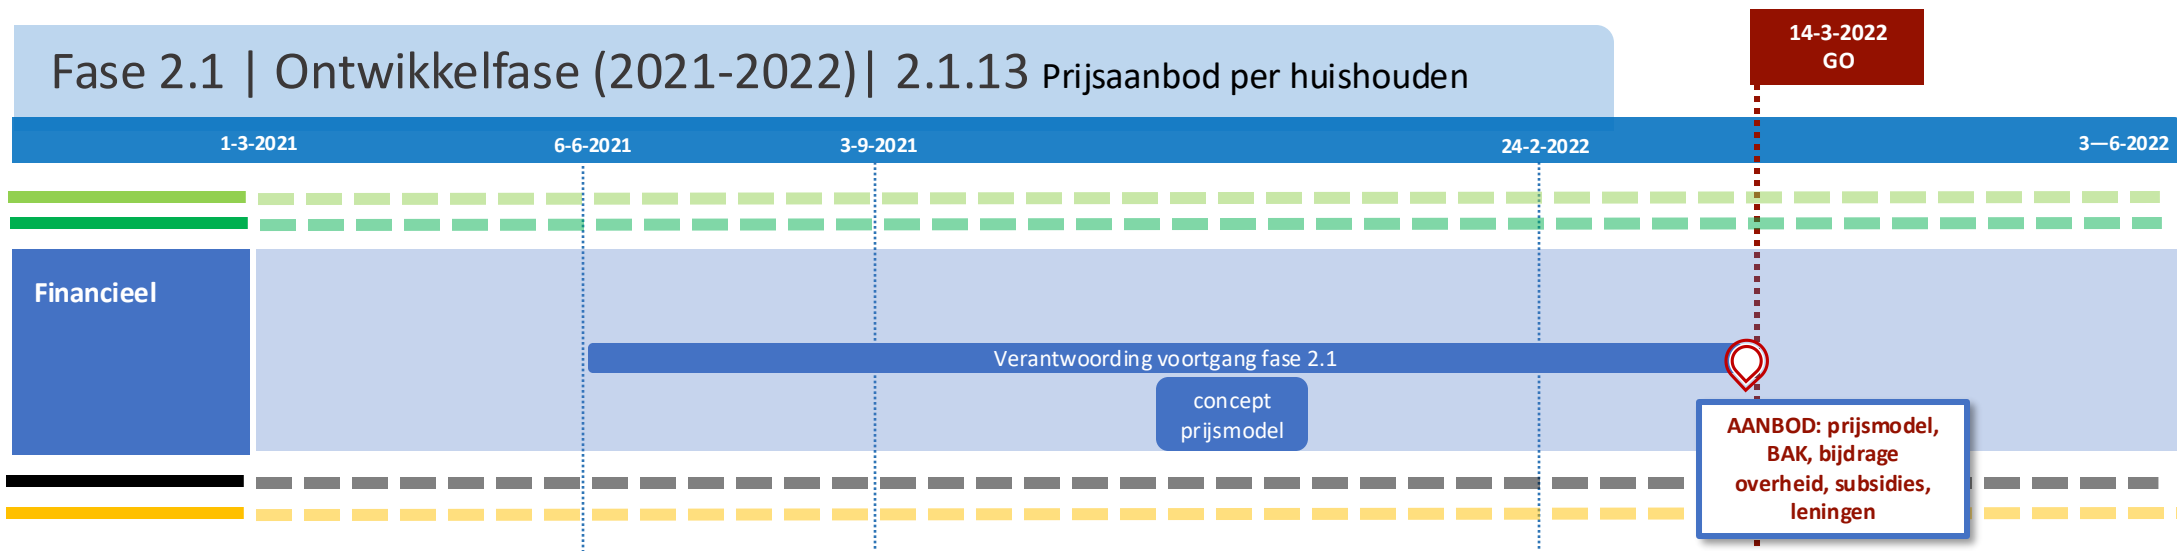 14-3-2022
GO
Fase 2.1 | Ontwikkelfase (2021-2022)| 2.1.13 Prijsaanbod per huishouden
1-3-2021
6-6-2021
3-9-2021
24-2-2022
3—6-2022
Financieel
Verantwoording voortgang fase 2.1
concept
prijsmodel
AANBOD: prijsmodel,
BAK, bijdrage
overheid, subsidies,
leningen